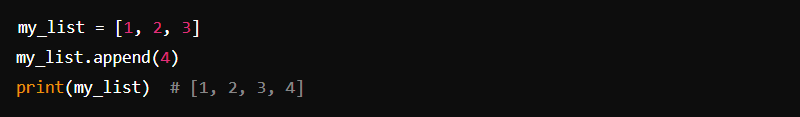 my_list = [1, 2, 3]
my_list.append(4)
print(my_list)  # [1, 2, 3, 4]